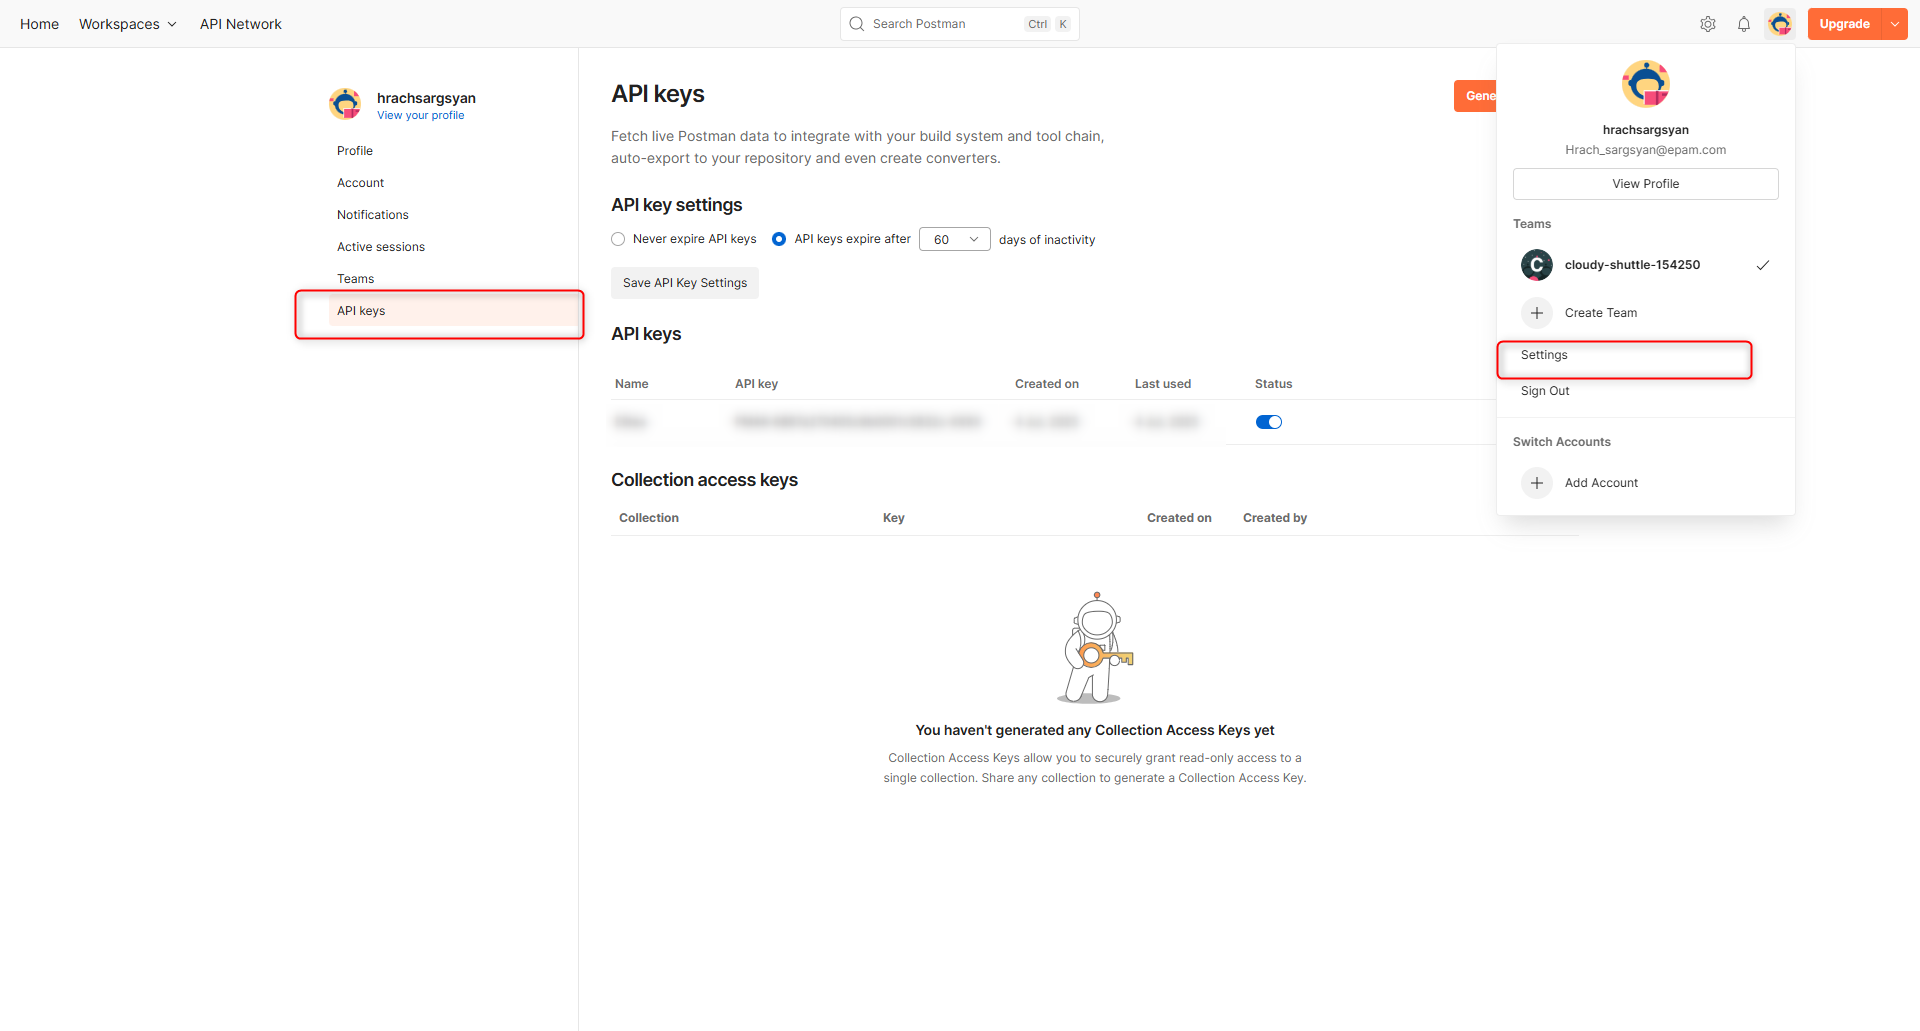 Home
Workspaces
API Network
Search Postman
Ctrl K
Upgrade
hrachsargsyan
View your profile
Profile
Account
Notifications
Active sessions
Teams
API keys
API keys
Fetch live Postman data to integrate with your build system and tool chain,
auto-export to your repository and even create converters.
API key settings
Never expire API keys
API keys expire after 60 days of inactivity
Save API Key Settings
API keys
Name API key Created on Last used Status
Collection access keys
Collection Key Created on Created by
You haven't generated any Collection Access Keys yet
Collection Access Keys allow you to securely grant read-only access to a
single collection. Share any collection to generate a Collection Access Key.
Gene
hrachsargsyan
Hrach_sargsyan@epam.com
View Profile
Teams
C
cloudy-shuttle-154250
Create Team
Settings
Sign Out
Switch Accounts
Add Account